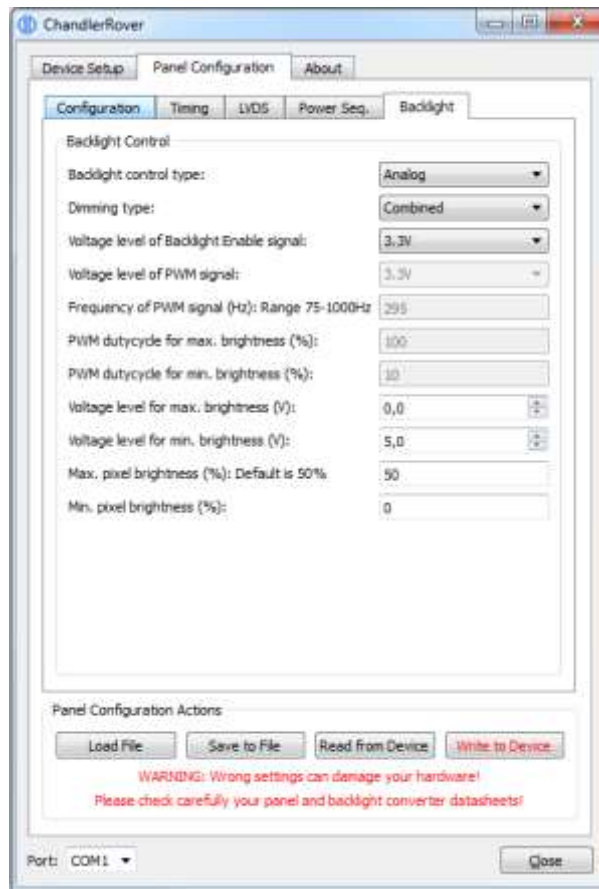 ChandlerRover
Device Setup Panel Configuration About
Configuration Timing LVDS Power Seq. Backlight
Backlight Control
Backlight control type: Analog
Dimming type: Combined
Voltage level of Backlight Enable signal: 3.3V
Voltage level of PWM signal: 3.3V
Frequency of PWM signal (Hz): Range 75-1000Hz 295
PWM dutycycle for max. brightness (%): 100
PWM dutycycle for min. brightness (%): 10
Voltage level for max. brightness (V): 0,0
Voltage level for min. brightness (V): 5,0
Max. pixel brightness (%): Default is 50% 50
Min. pixel brightness (%): 0
Panel Configuration Actions
Load File Save to File Read from Device Write to Device
WARNING: Wrong settings can damage your hardware!
Please check carefully your panel and backlight converter datasheets!
Port: COM1 Close